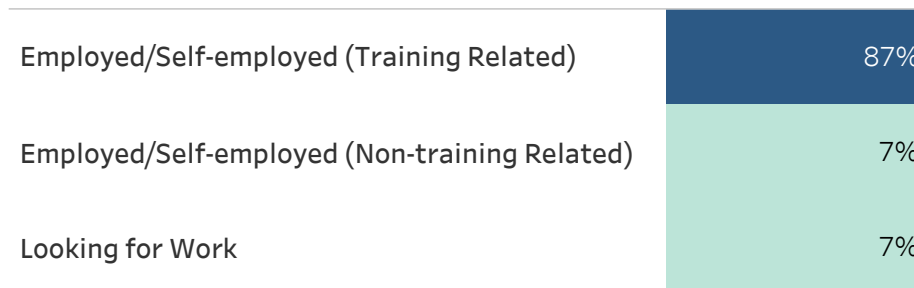 Employed/Self-employed (Training Related) 87%
Employed/Self-employed (Non-training Related) 7%
Looking for Work 7%